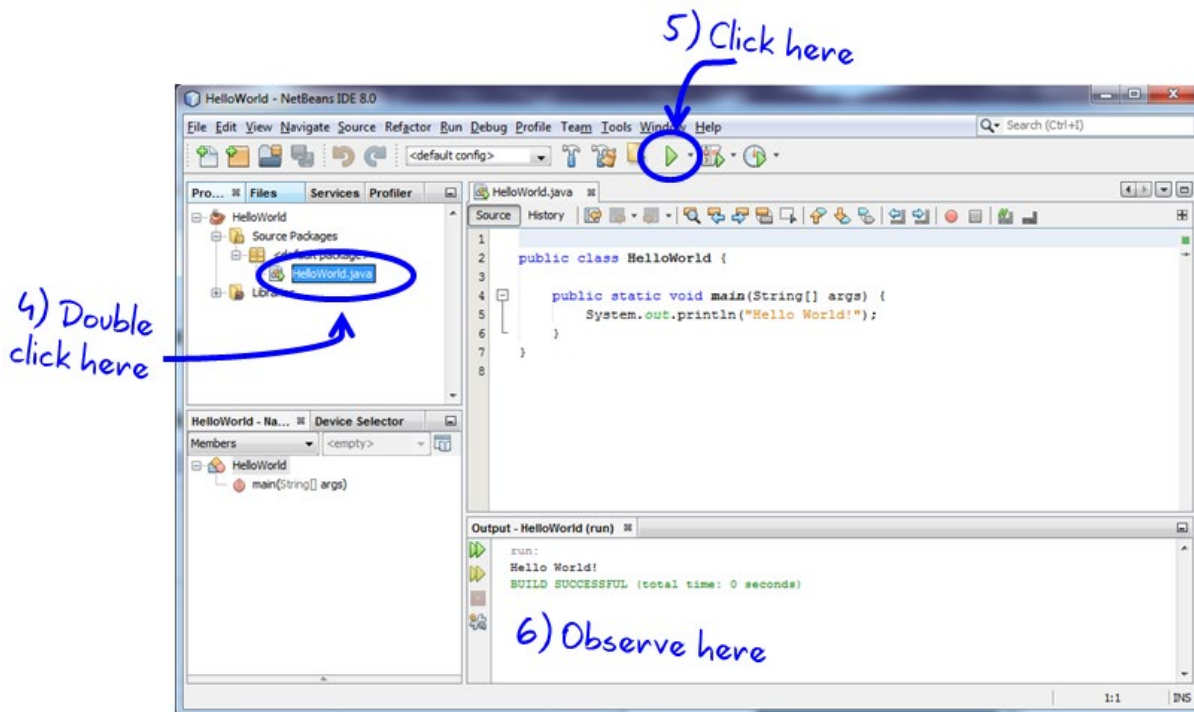 5) Click here
HelloWorld - NetBeans IDE 8.0
File Edit View Navigate Source Refactor Run Debug Profile Team Tools Window Help
Search (Ctrl+I)
<default config>
Pro... Files Services Profiler
HelloWorld.java
HelloWorld
Source Packages
<default package>
HelloWorld.java
Libraries
Source History
1
2 public class HelloWorld {
3
4 public static void main(String[] args) {
5 System.out.println("Hello World!");
6 }
7 }
8
4) Double
click here
HelloWorld - Na... Device Selector
Members <empty>
HelloWorld
main(String[] args)
Output - HelloWorld (run)
run:
Hello World!
BUILD SUCCESSFUL (total time: 0 seconds)
6) Observe here
1:1 INS